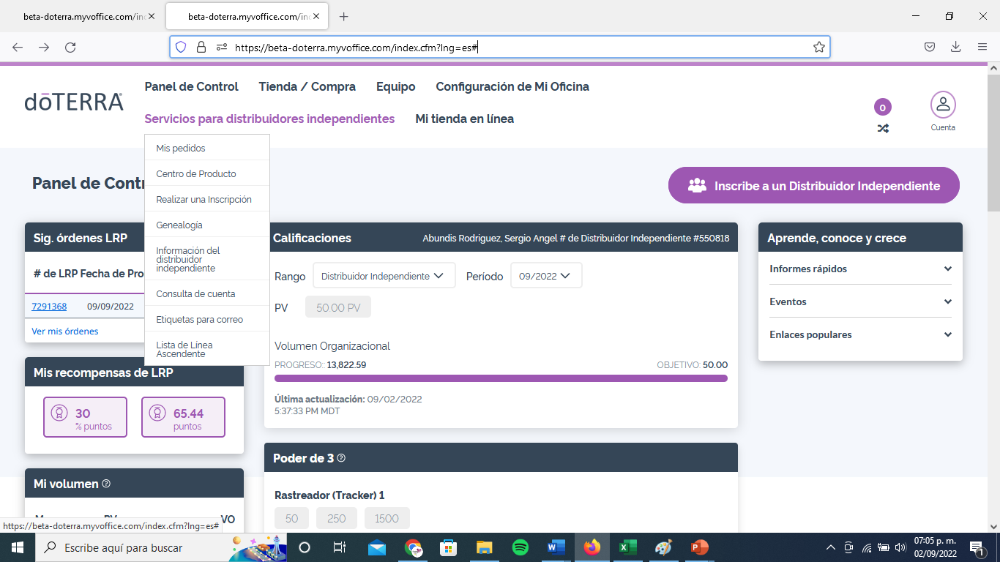 beta-doterra.myvoffice.com/in
beta-doterra.myvoffice.com/in
https://beta-doterra.myvoffice.com/index.cfm?lng=es#
dōTERRA
Panel de Control
Tienda / Compra
Equipo
Configuración de Mi Oficina
Servicios para distribuidores independientes
Mi tienda en línea
0
Cuenta
Mis pedidos
Centro de Producto
Realizar una Inscripción
Genealogía
Información del
distribuidor
independiente
Consulta de cuenta
Etiquetas para correo
Lista de Línea
Ascendente
Panel de Contr
Inscribe a un Distribuidor Independiente
Sig. órdenes LRP
# de LRP Fecha de Pro
7291368 09/09/2022
Ver mis órdenes
Mis recompensas de LRP
30
% puntos
65.44
puntos
Mi volumen
VO
Calificaciones
Abundis Rodriguez, Sergio Angel # de Distribuidor Independiente #550818
Rango Distribuidor Independiente Período 09/2022
PV 50.00 PV
Volumen Organizacional
PROGRESO:: 13,822.59 OBJETIVO: 50.00
Última actualización: 09/02/2022
5:37:33 PM MDT
Poder de 3
Rastreador (Tracker) 1
50 250 1500
Aprende, conoce y crece
Informes rápidos
Eventos
Enlaces populares
https://beta-doterra.myvoffice.com/index.cfm?lng=es#
Escribe aquí para buscar
07:05 p. m.
02/09/2022
1